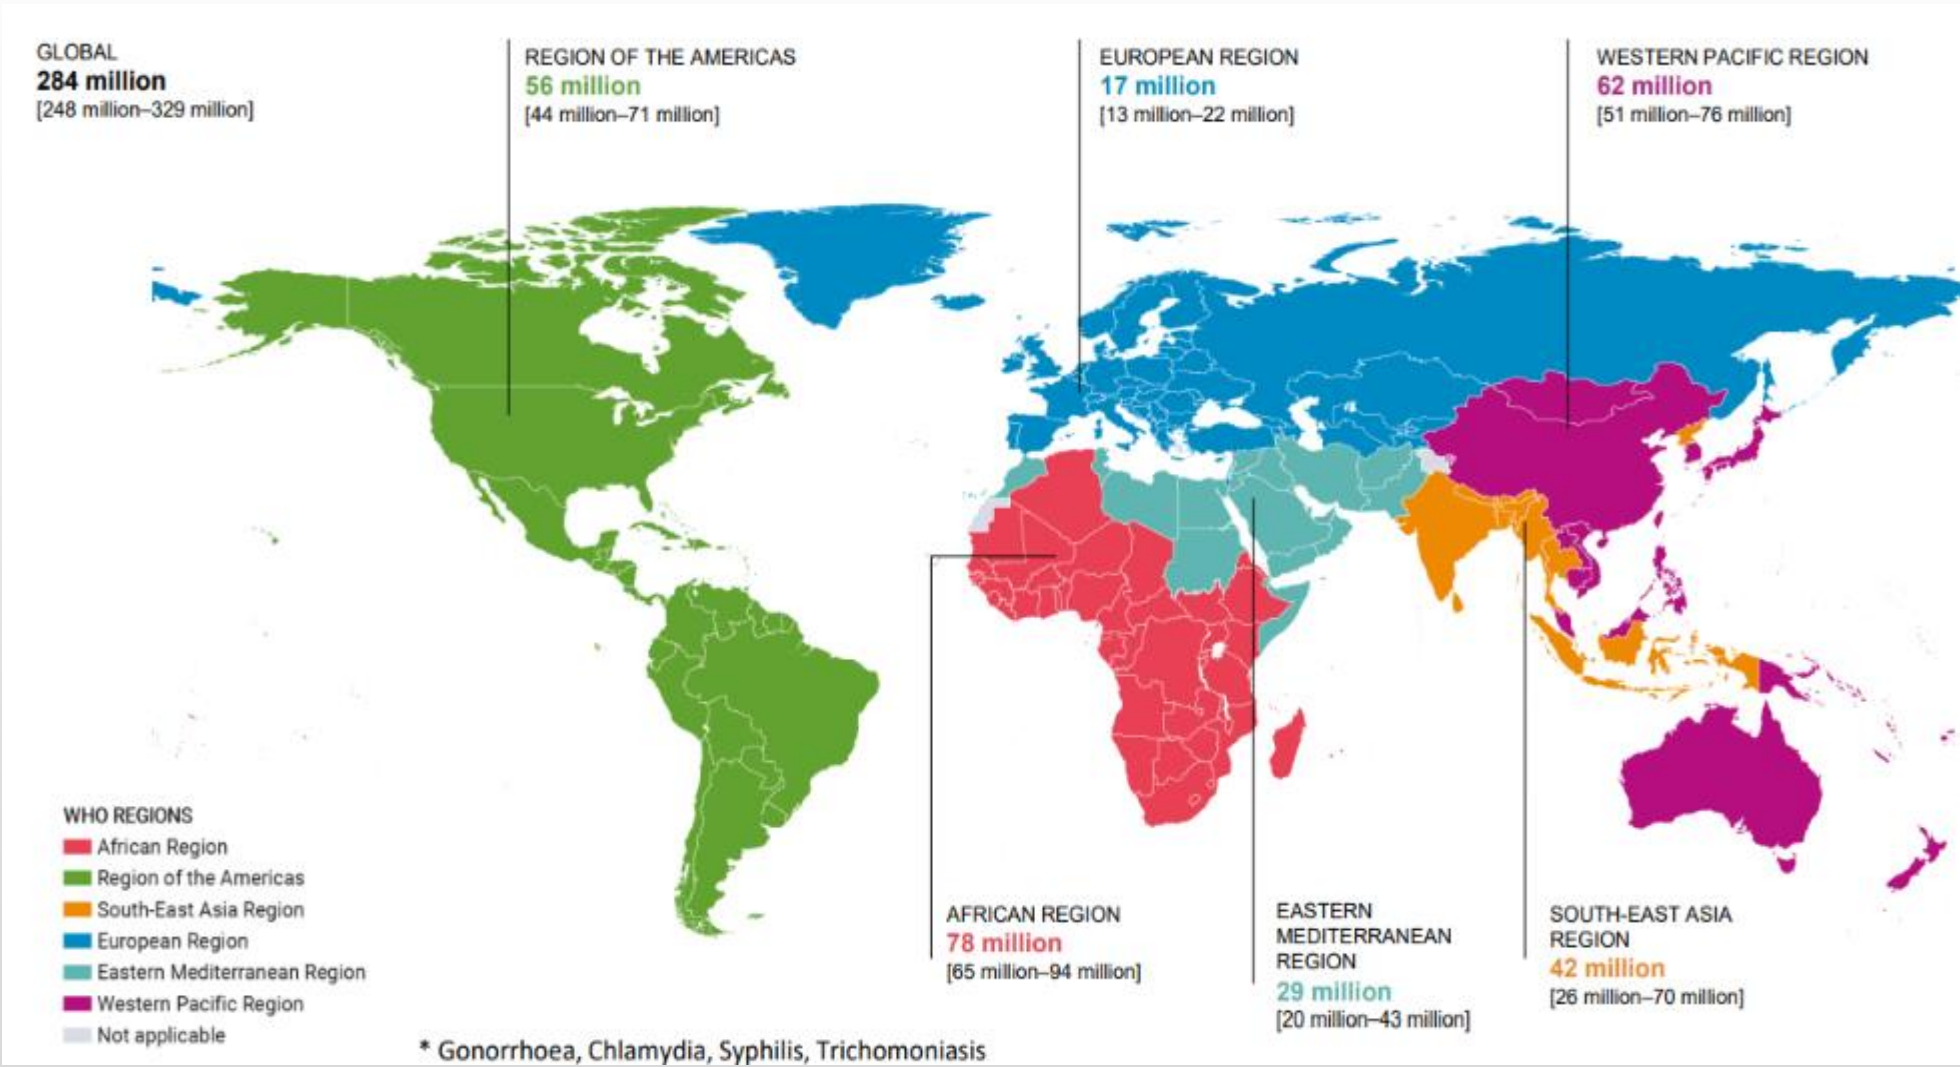 GLOBAL
284 million
[248 million–329 million]
REGION OF THE AMERICAS
56 million
[44 million–71 million]
EUROPEAN REGION
17 million
[13 million–22 million]
WESTERN PACIFIC REGION
62 million
[51 million–76 million]
WHO REGIONS
African Region
Region of the Americas
South-East Asia Region
European Region
Eastern Mediterranean Region
Western Pacific Region
Not applicable
AFRICAN REGION
78 million
[65 million–94 million]
EASTERN
MEDITERRANEAN
REGION
29 million
[20 million–43 million]
SOUTH-EAST ASIA
REGION
42 million
[26 million–70 million]
* Gonorrhoea, Chlamydia, Syphilis, Trichomoniasis